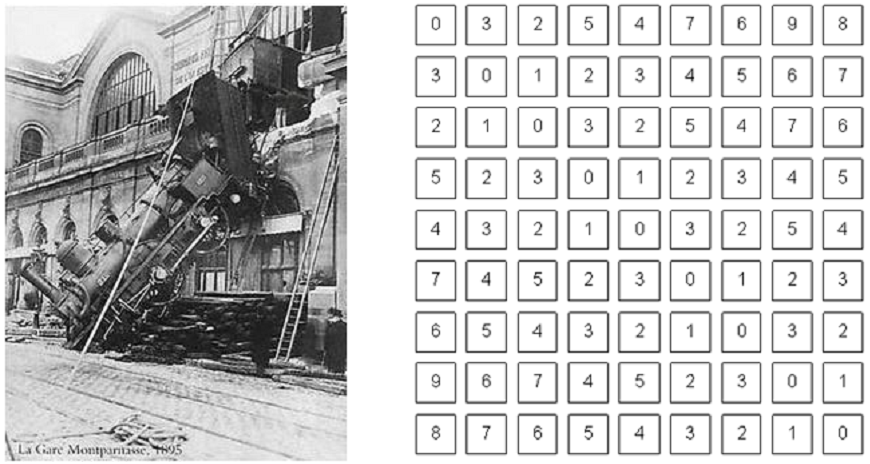 0 3 2 5 4 7 6 9 8
3 0 1 2 3 4 5 6 7
2 1 0 3 2 5 4 7 6
5 2 3 0 1 2 3 4 5
4 3 2 1 0 3 2 5 4
7 4 5 2 3 0 1 2 3
6 5 4 3 2 1 0 3 2
9 6 7 4 5 2 3 0 1
8 7 6 5 4 3 2 1 0
La Gare Montparnasse, 1895